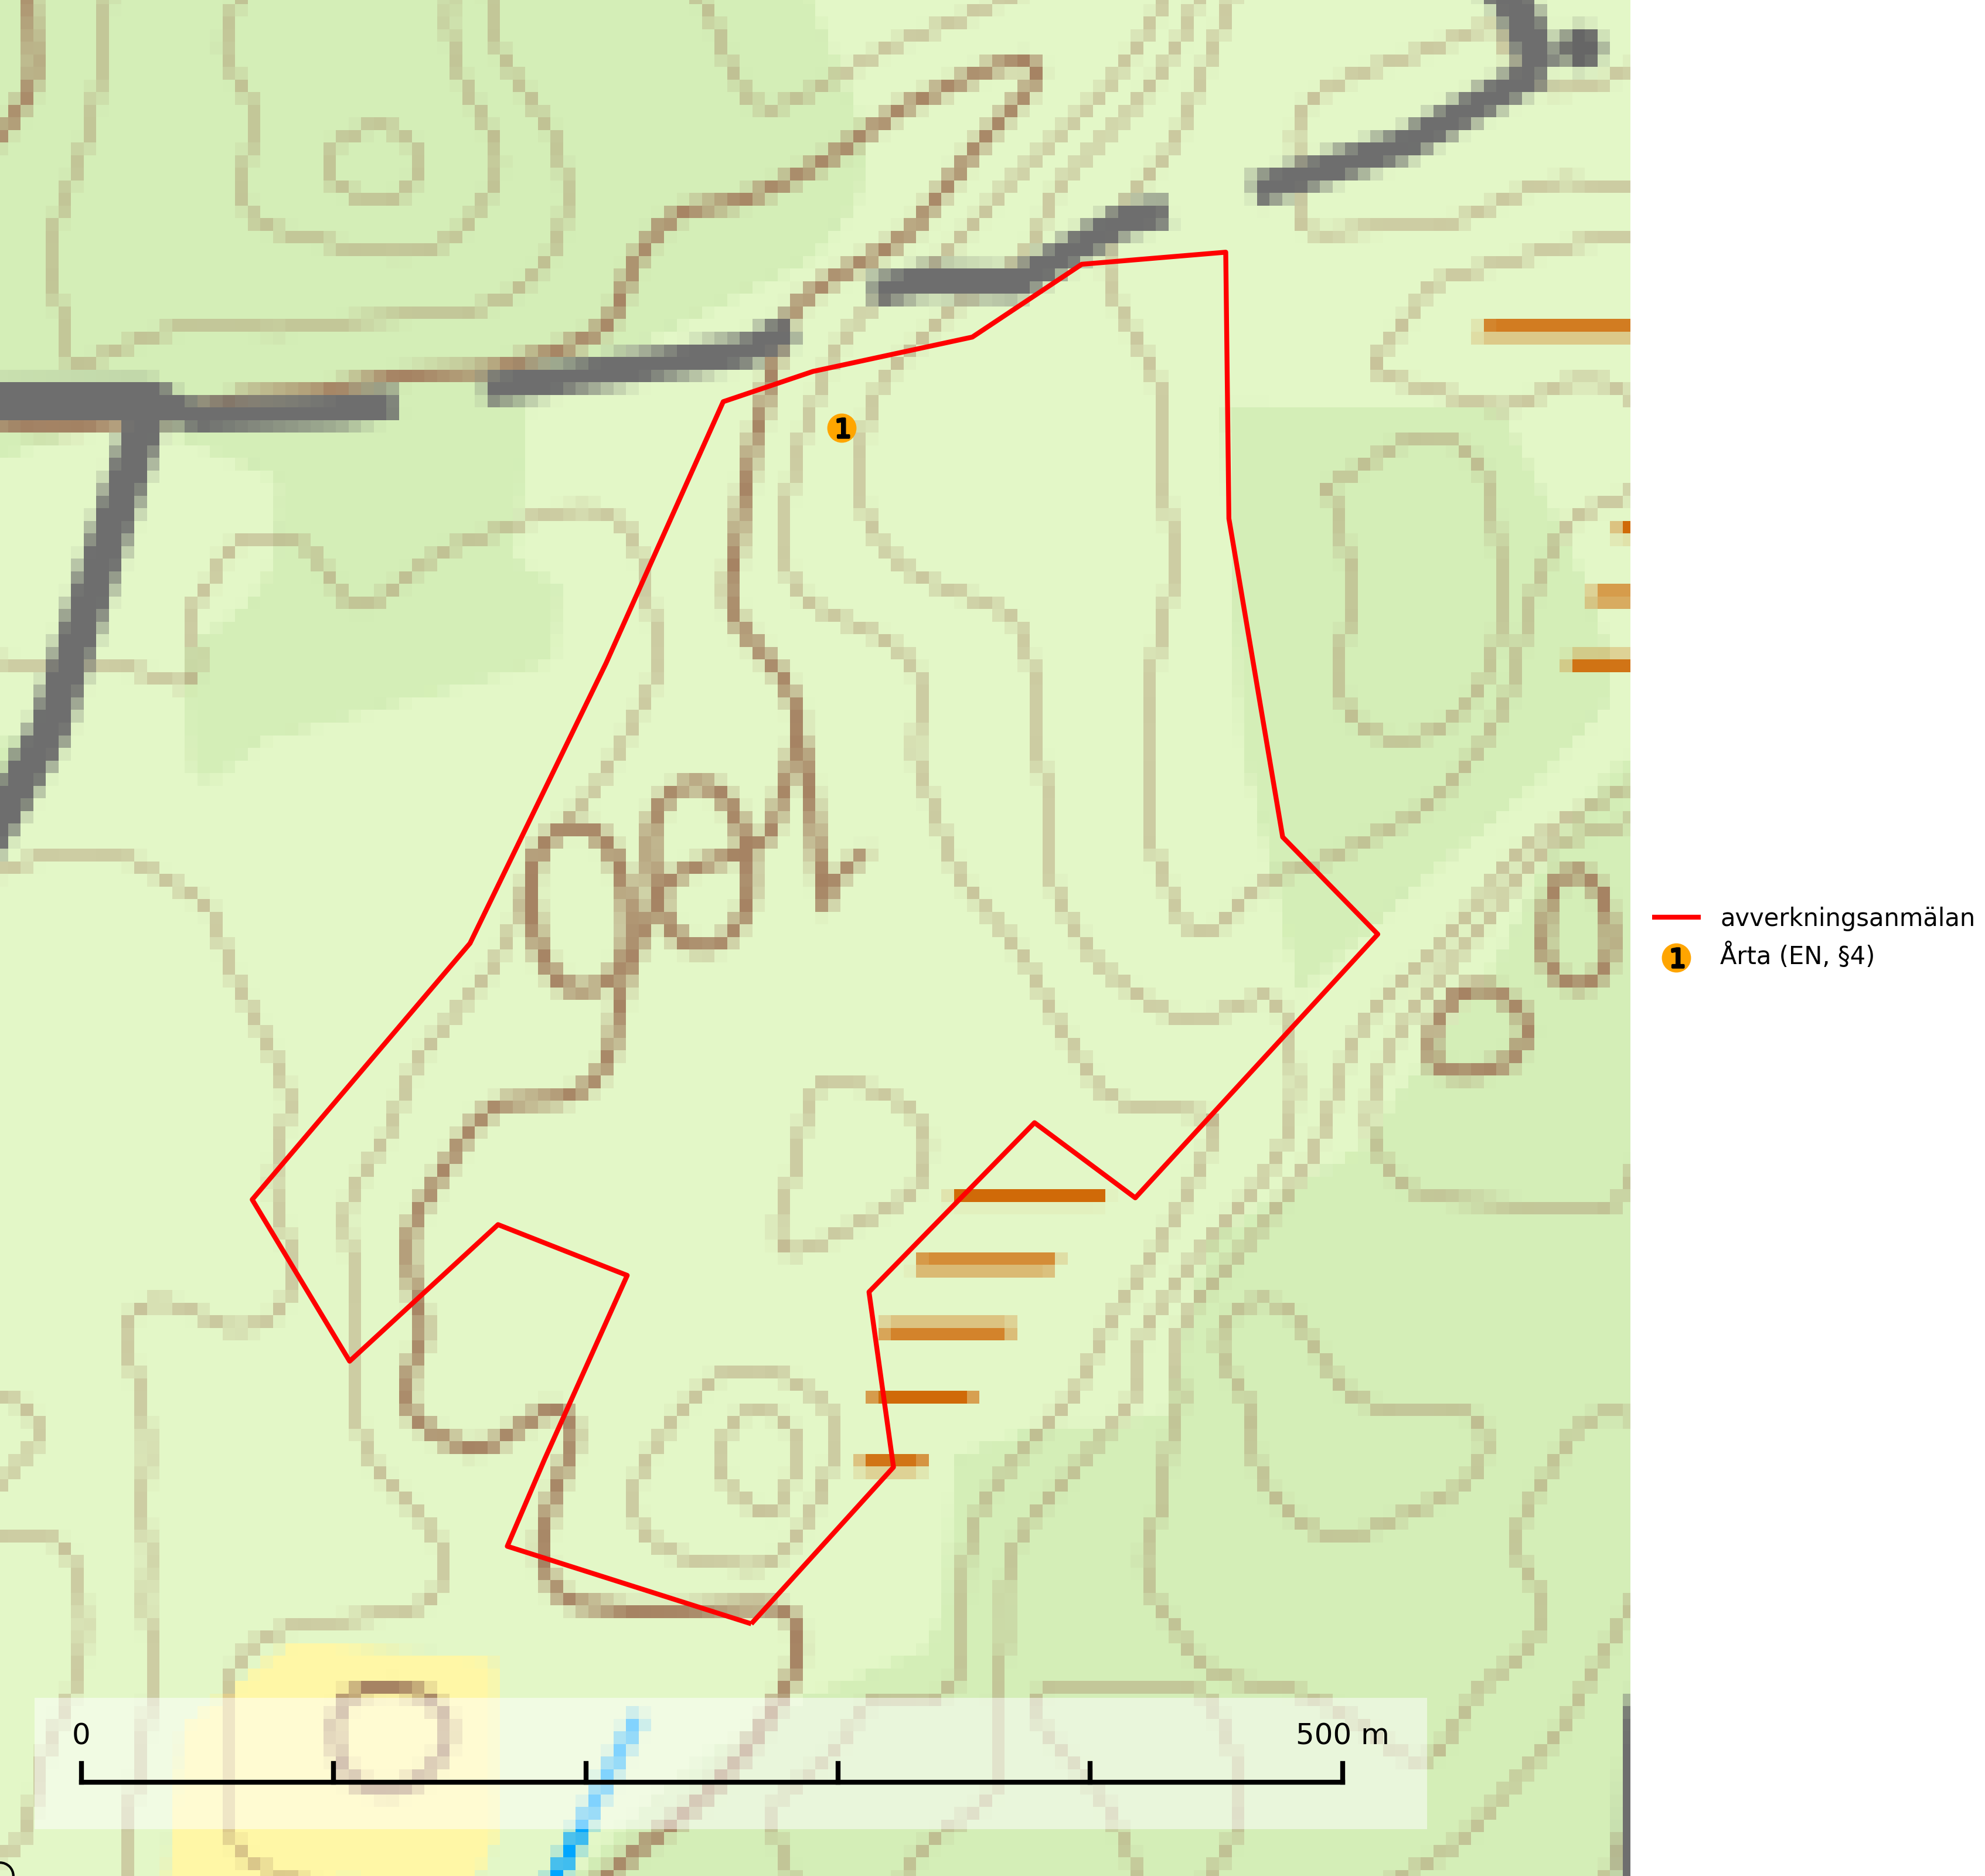 1
avverkningsanmälan
1 Årta (EN, §4)
0 500 m